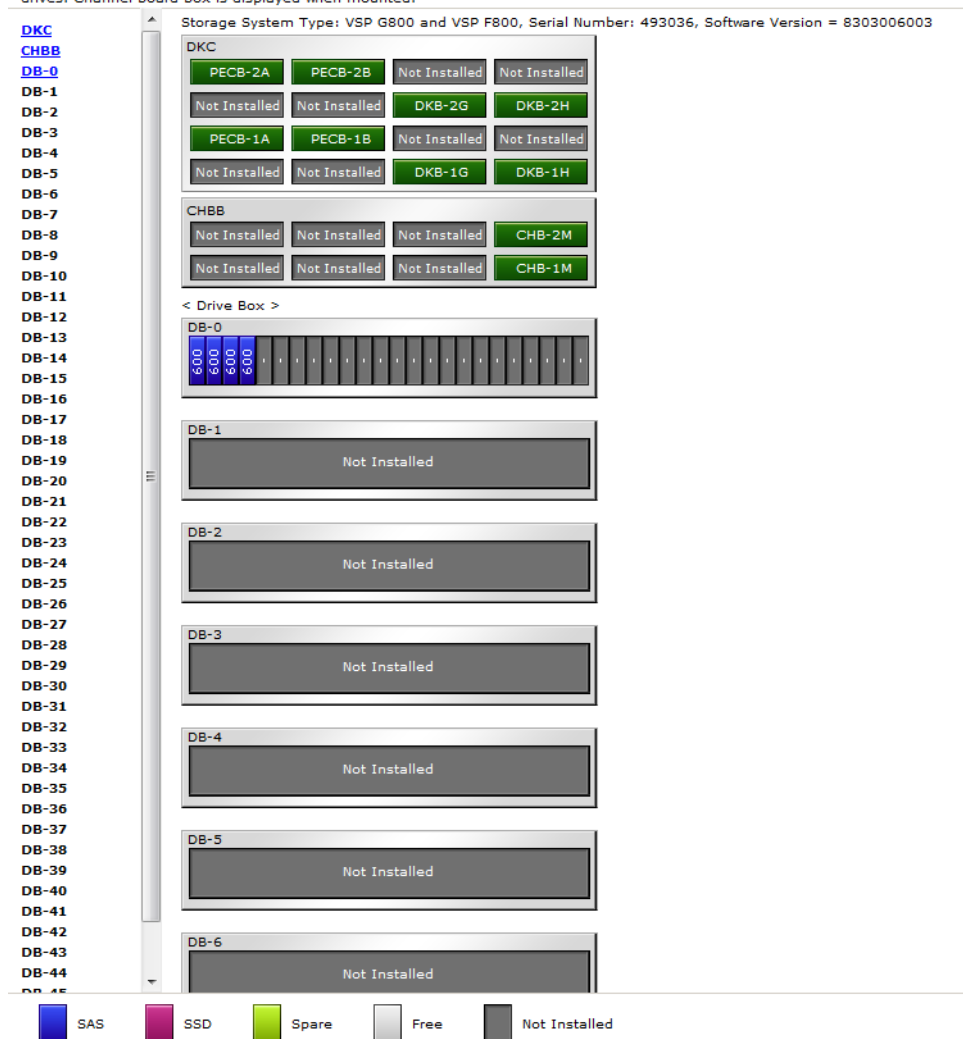 drives. Channel board box is displayed when mounted.
DKC
CHBB
DB-0
DB-1
DB-2
DB-3
DB-4
DB-5
DB-6
DB-7
DB-8
DB-9
DB-10
DB-11
DB-12
DB-13
DB-14
DB-15
DB-16
DB-17
DB-18
DB-19
DB-20
DB-21
DB-22
DB-23
DB-24
DB-25
DB-26
DB-27
DB-28
DB-29
DB-30
DB-31
DB-32
DB-33
DB-34
DB-35
DB-36
DB-37
DB-38
DB-39
DB-40
DB-41
DB-42
DB-43
DB-44
DB-45
Storage System Type: VSP G800 and VSP F800, Serial Number: 493036, Software Version = 8303006003
DKC
PECB-2A PECB-2B Not Installed Not Installed
Not Installed Not Installed DKB-2G DKB-2H
PECB-1A PECB-1B Not Installed Not Installed
Not Installed Not Installed DKB-1G DKB-1H
CHBB
Not Installed Not Installed Not Installed CHB-2M
Not Installed Not Installed Not Installed CHB-1M
< Drive Box >
DB-0
600 600 600 600 - - - - - - - - - - - - - - - - - - - -
DB-1
Not Installed
DB-2
Not Installed
DB-3
Not Installed
DB-4
Not Installed
DB-5
Not Installed
DB-6
Not Installed
SAS SSD Spare Free Not Installed